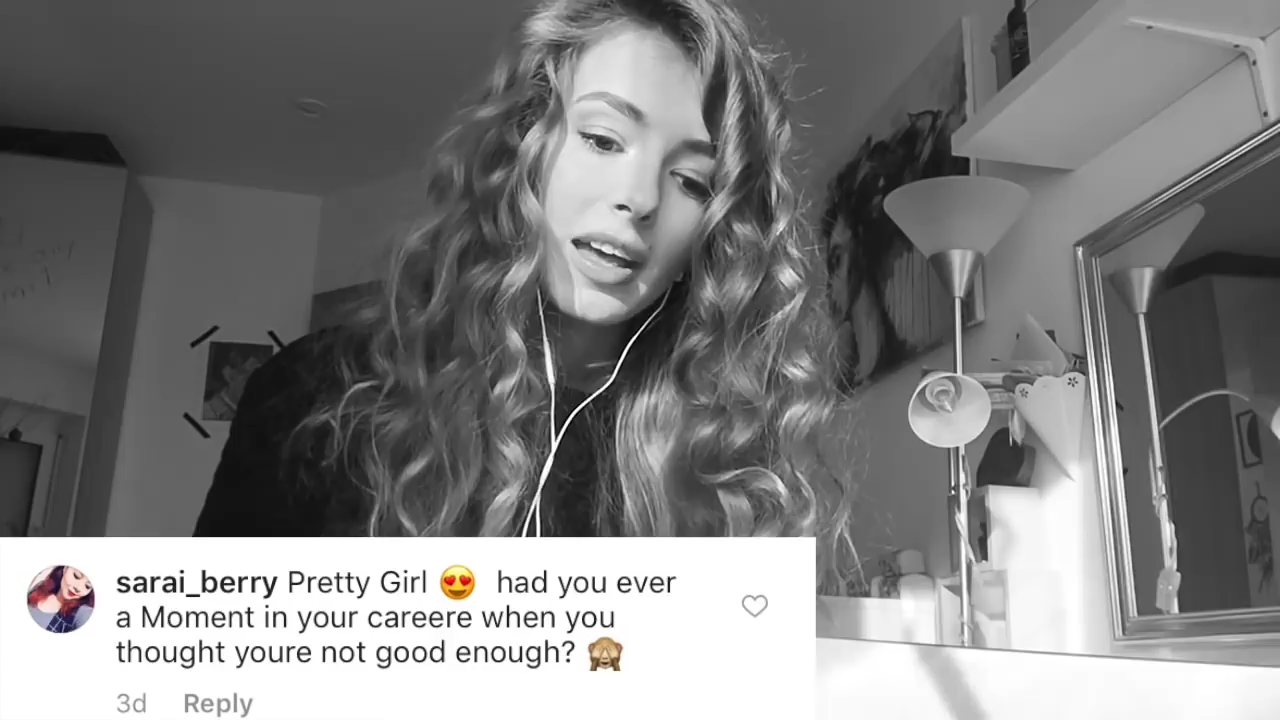 sarai_berry Pretty Girl 😍 had you ever
a Moment in your careere when you
thought youre not good enough? 🙈
3d Reply